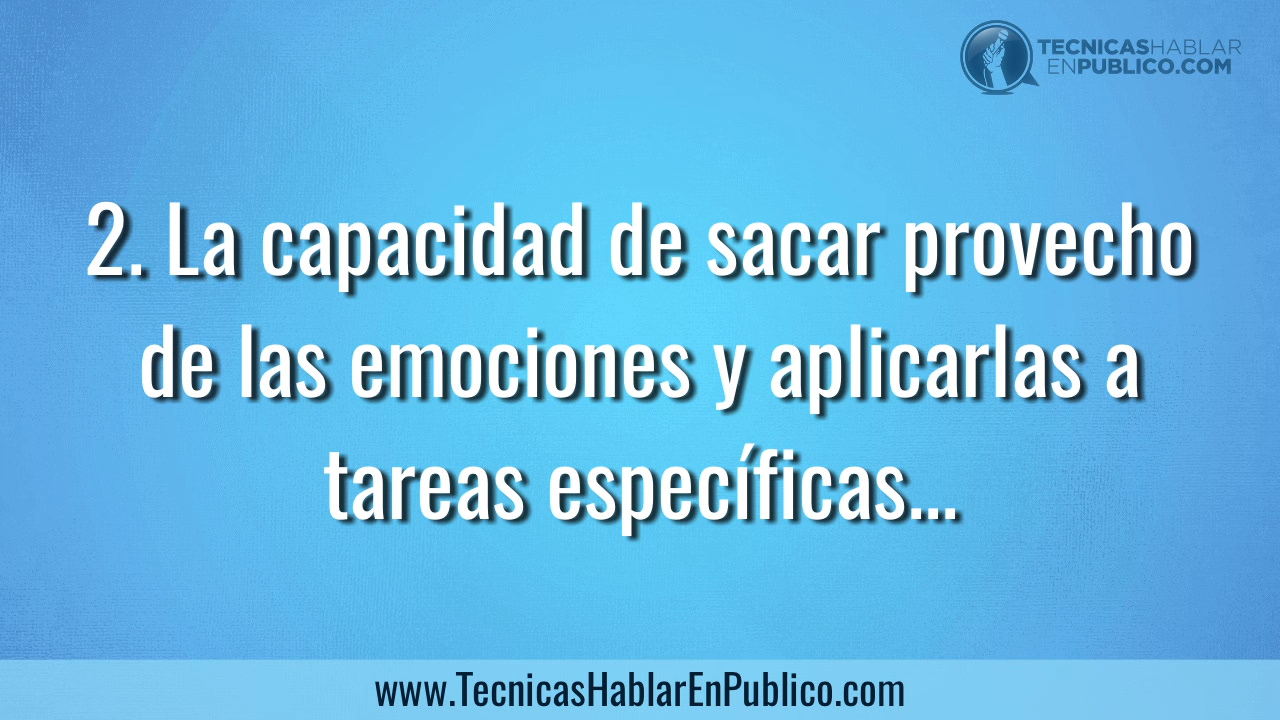 TECNICASHABLAR
ENPUBLICO.COM
2. La capacidad de sacar provecho
de las emociones y aplicarlas a
tareas específicas...
www.TecnicasHablarEnPublico.com